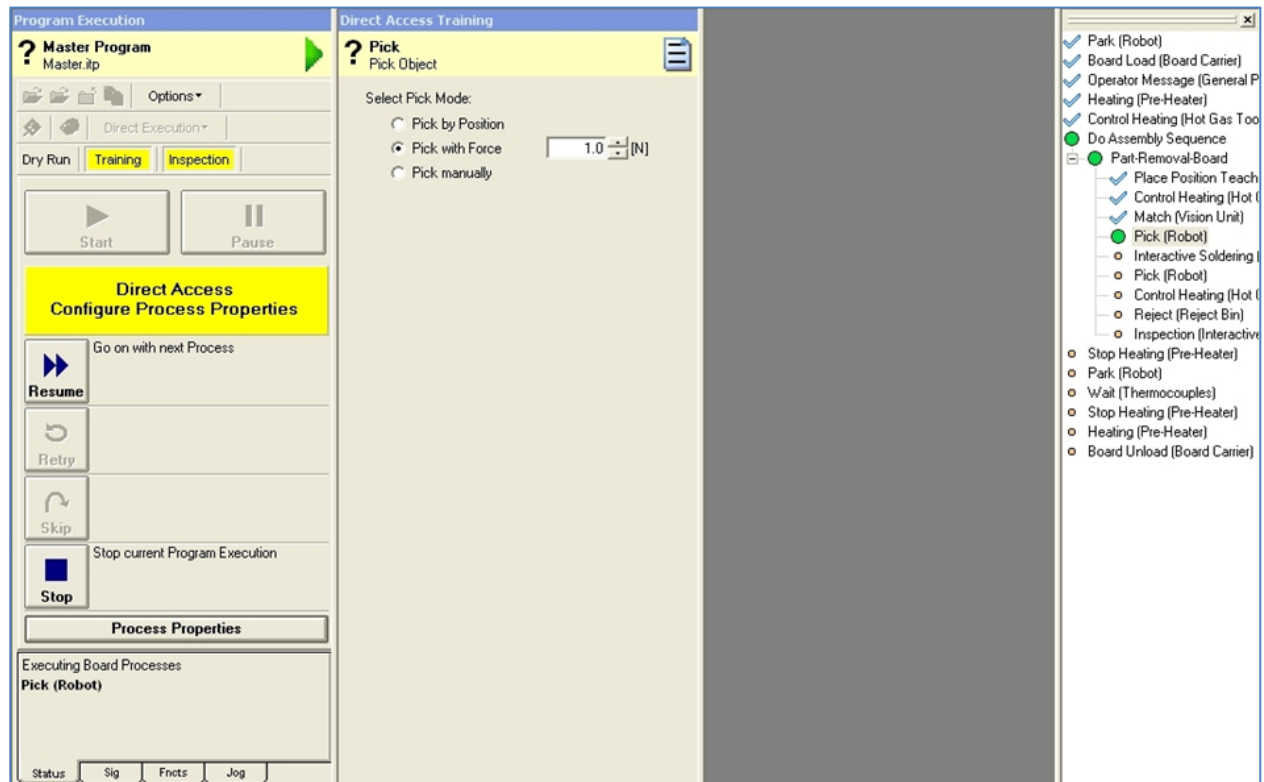 Program Execution
Master Program
Master.itp
Options
Direct Execution
Dry Run Training Inspection
Start Pause
Direct Access
Configure Process Properties
Go on with next Process
Resume
Retry
Skip
Stop current Program Execution
Stop
Process Properties
Executing Board Processes
Pick (Robot)
Status Sig Fncts Jog
Direct Access Training
? Pick
Pick Object
Select Pick Mode:
Pick by Position
Pick with Force 1.0 [N]
Pick manually
Park (Robot)
Board Load (Board Carrier)
Operator Message (General P
Heating (Pre-Heater)
Control Heating (Hot Gas Too
Do Assembly Sequence
Part-Removal-Board
Place Position Teach
Control Heating (Hot G
Match (Vision Unit)
Pick (Robot)
Interactive Soldering (
Pick (Robot)
Control Heating (Hot G
Reject (Reject Bin)
Inspection (Interactive
Stop Heating (Pre-Heater)
Park (Robot)
Wait (Thermocouples)
Stop Heating (Pre-Heater)
Heating (Pre-Heater)
Board Unload (Board Carrier)